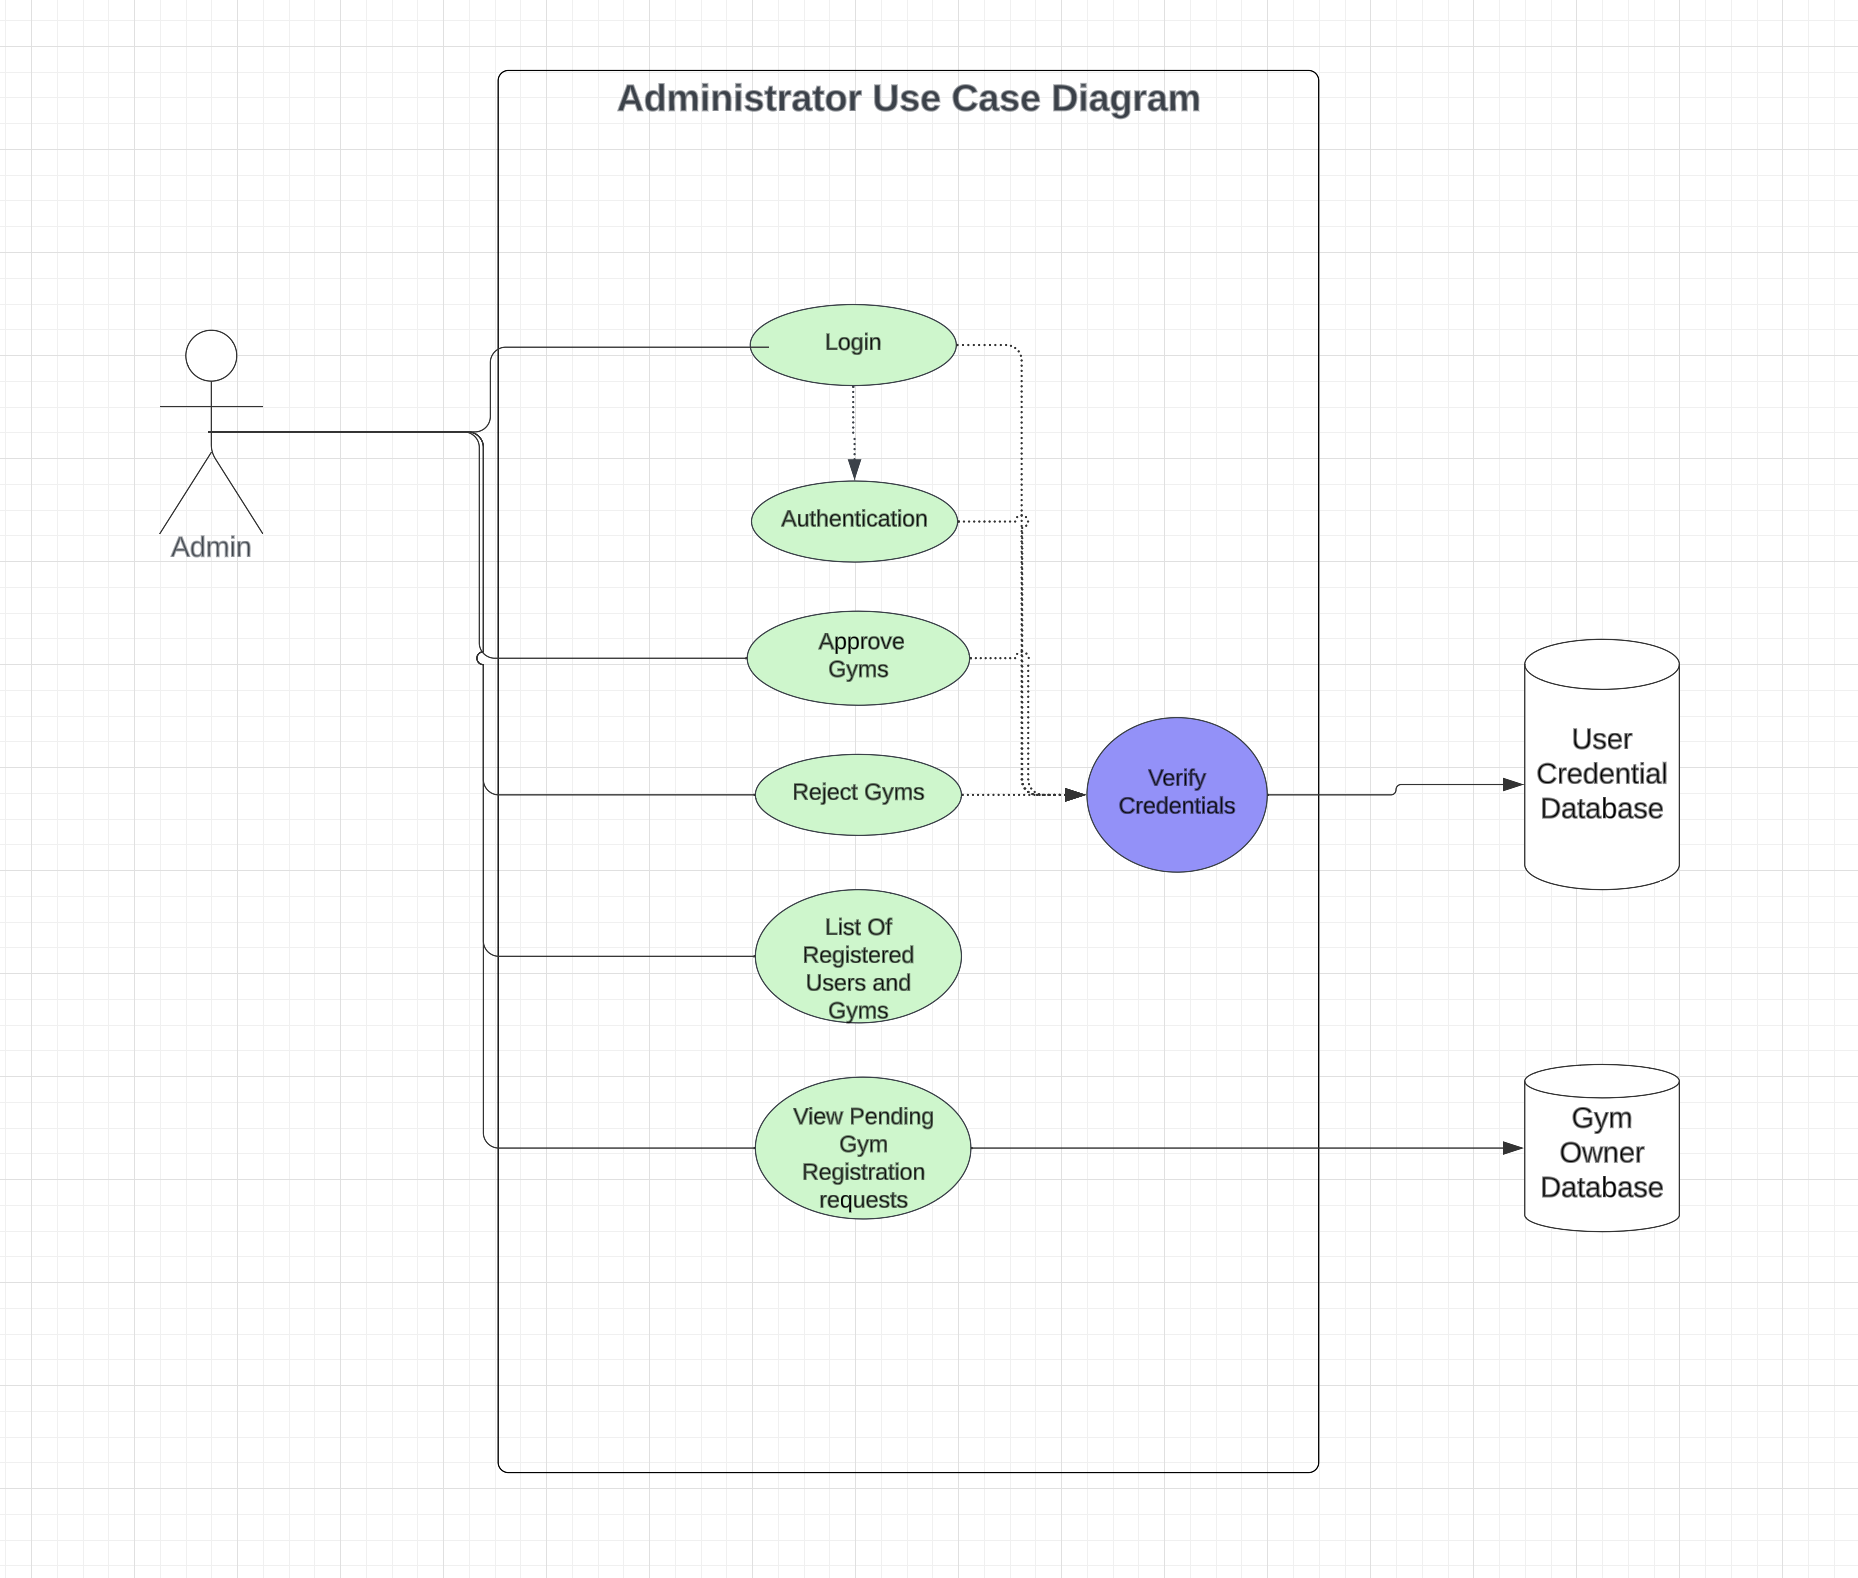 Administrator Use Case Diagram
Login
Admin
Authentication
Approve
Gyms
Reject Gyms
Verify
Credentials
User
Credential
Database
List Of
Registered
Users and
Gyms
View Pending
Gym
Registration
requests
Gym
Owner
Database